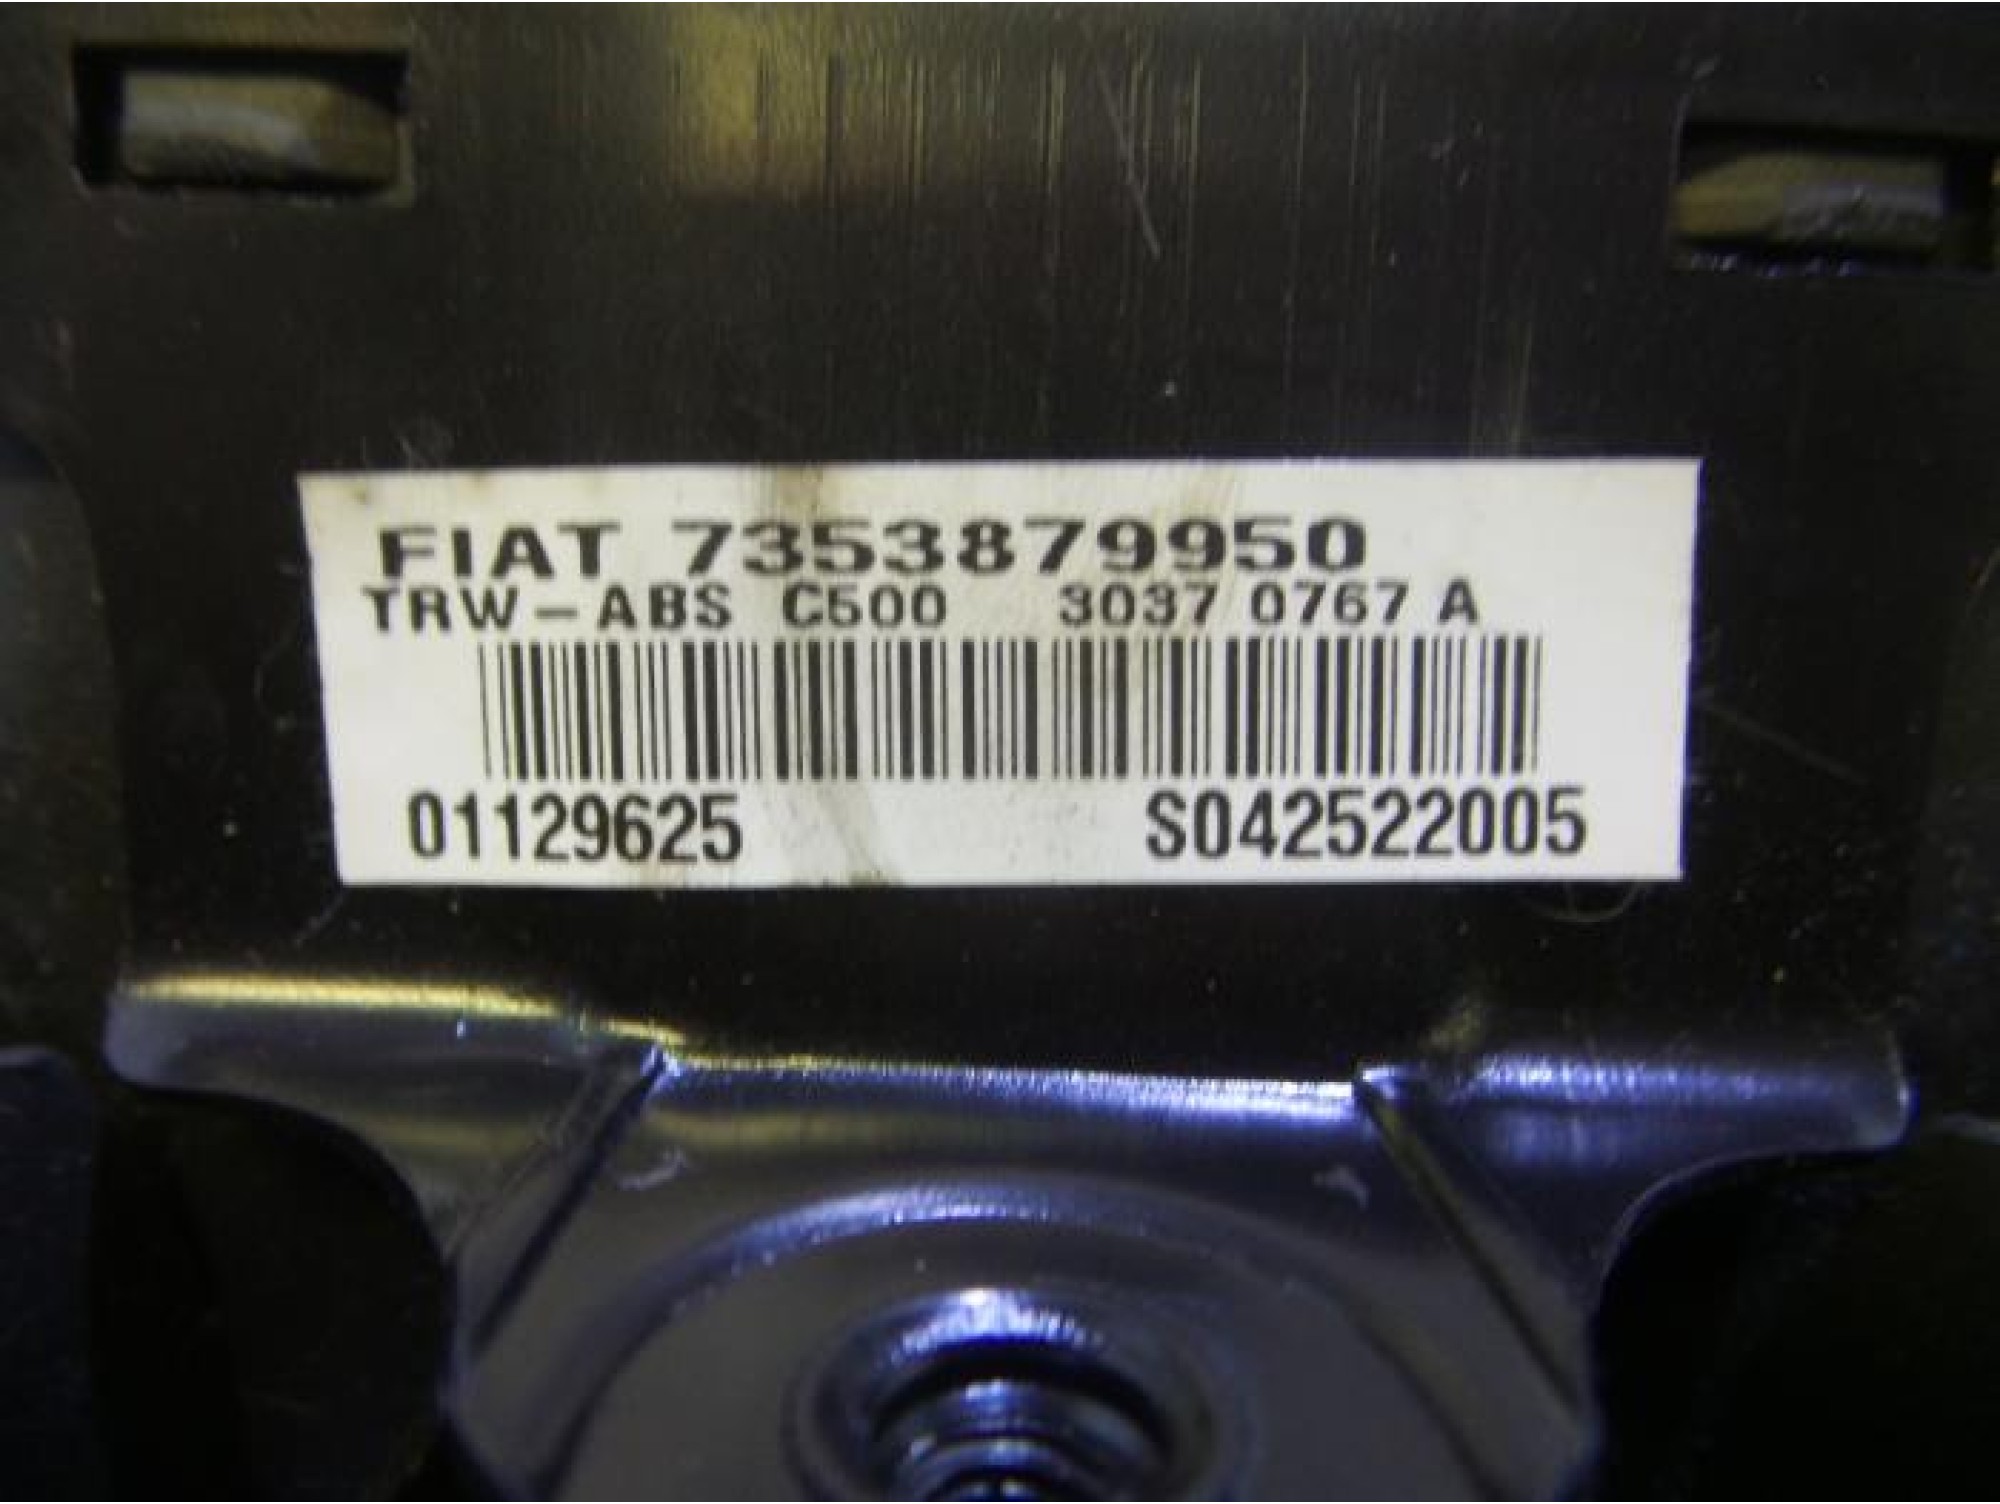 FIAT 7353879950
TRW-ABS C500 3037 0767 A
01129625 S042522005